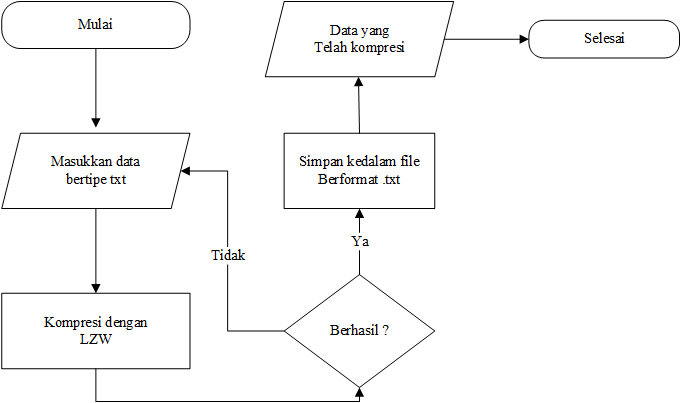 Mulai
Masukkan data
bertipe txt
Kompresi dengan
LZW
Berhasil ?
Tidak
Ya
Simpan kedalam file
Berformat .txt
Data yang
Telah kompresi
Selesai